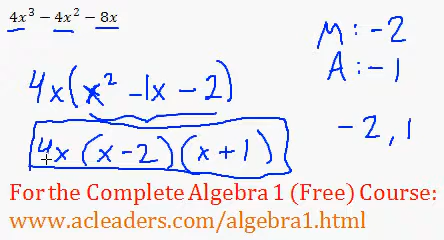 4x³ − 4x² − 8x
M: -2
A: -1
4x(x² -1x -2)
-2, 1
4x (x-2)(x+1)
For the Complete Algebra 1 (Free) Course:
www.acleaders.com/algebra1.html